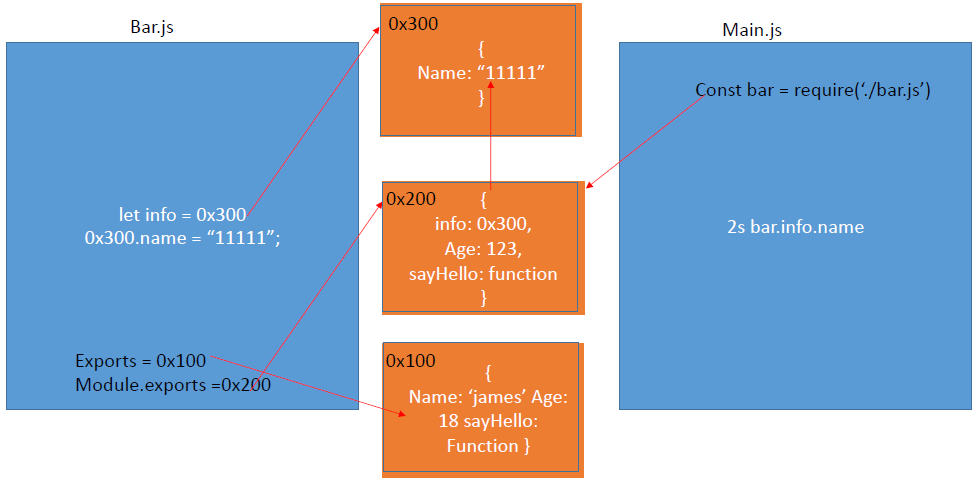 Bar.js
let info = 0x300
0x300.name = “11111”;
Exports = 0x100
Module.exports =0x200
0x300
{
Name: “11111”
}
0x200
{
info: 0x300,
Age: 123,
sayHello: function
}
0x100
{
Name: ‘james’ Age:
18 sayHello:
Function }
Main.js
Const bar = require(‘./bar.js’)
2s bar.info.name